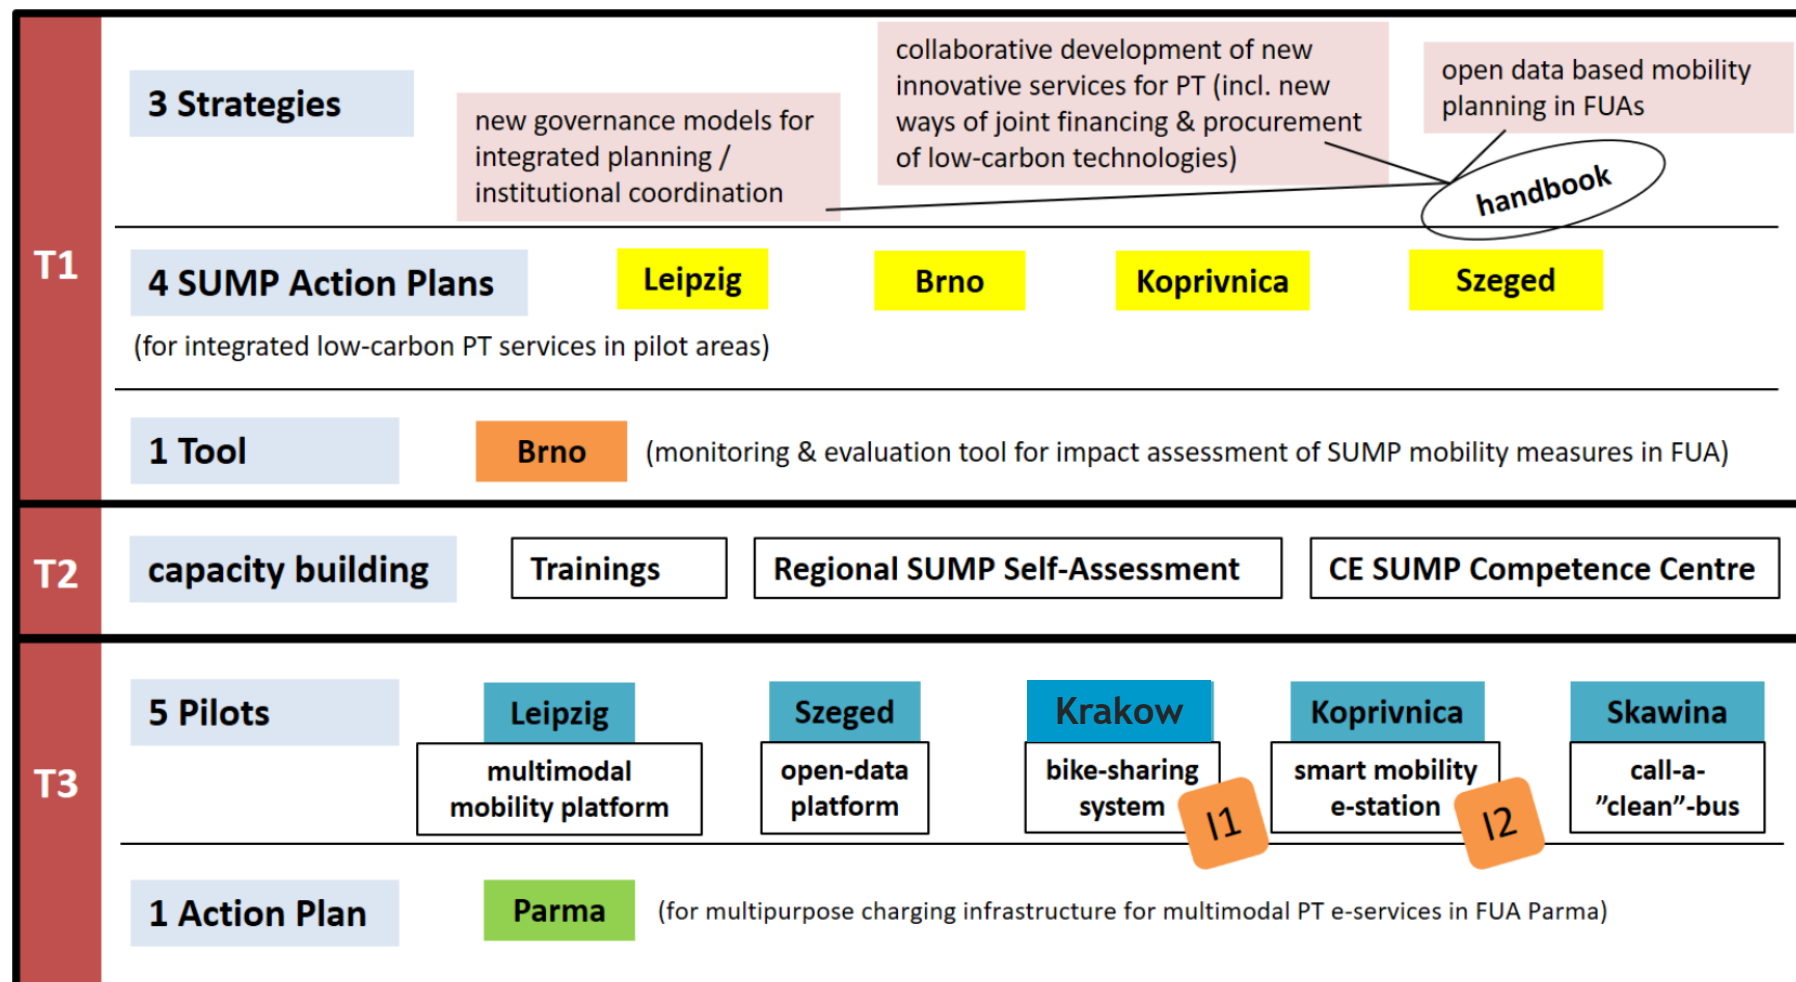 T1
3 Strategies
new governance models for
integrated planning /
institutional coordination
collaborative development of new
innovative services for PT (incl. new
ways of joint financing & procurement
of low-carbon technologies)
open data based mobility
planning in FUAs
handbook
4 SUMP Action Plans
Leipzig
Brno
Koprivnica
Szeged
(for integrated low-carbon PT services in pilot areas)
1 Tool
Brno
(monitoring & evaluation tool for impact assessment of SUMP mobility measures in FUA)
T2
capacity building
Trainings
Regional SUMP Self-Assessment
CE SUMP Competence Centre
T3
5 Pilots
Leipzig
multimodal
mobility platform
Szeged
open-data
platform
Krakow
bike-sharing
system
I1
Koprivnica
smart mobility
e-station
I2
Skawina
call-a-
”clean”-bus
1 Action Plan
Parma
(for multipurpose charging infrastructure for multimodal PT e-services in FUA Parma)